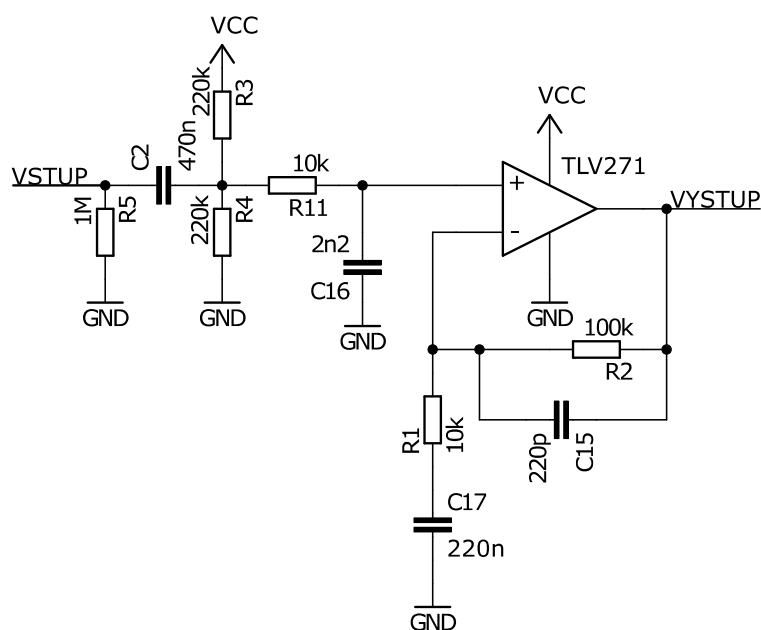 VCC
220k
R3
C2
470n
VSTUP
1M
R5
GND
220k
R4
GND
10k
R11
2n2
C16
GND
VCC
TLV271
+
-
GND
VYSTUP
100k
R2
220p
C15
R1
10k
C17
220n
GND